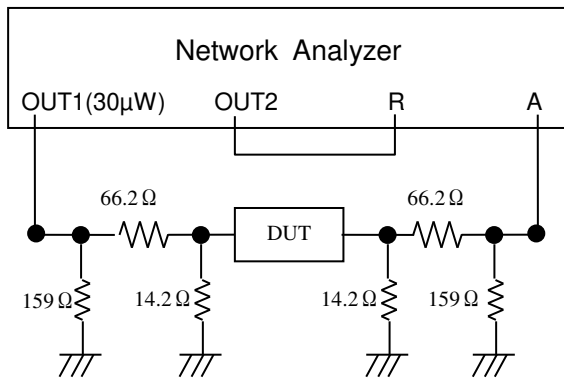 Network Analyzer
OUT1(30µW) OUT2 R A
66.2 Ω 66.2 Ω
DUT
159 Ω 14.2 Ω 14.2 Ω 159 Ω